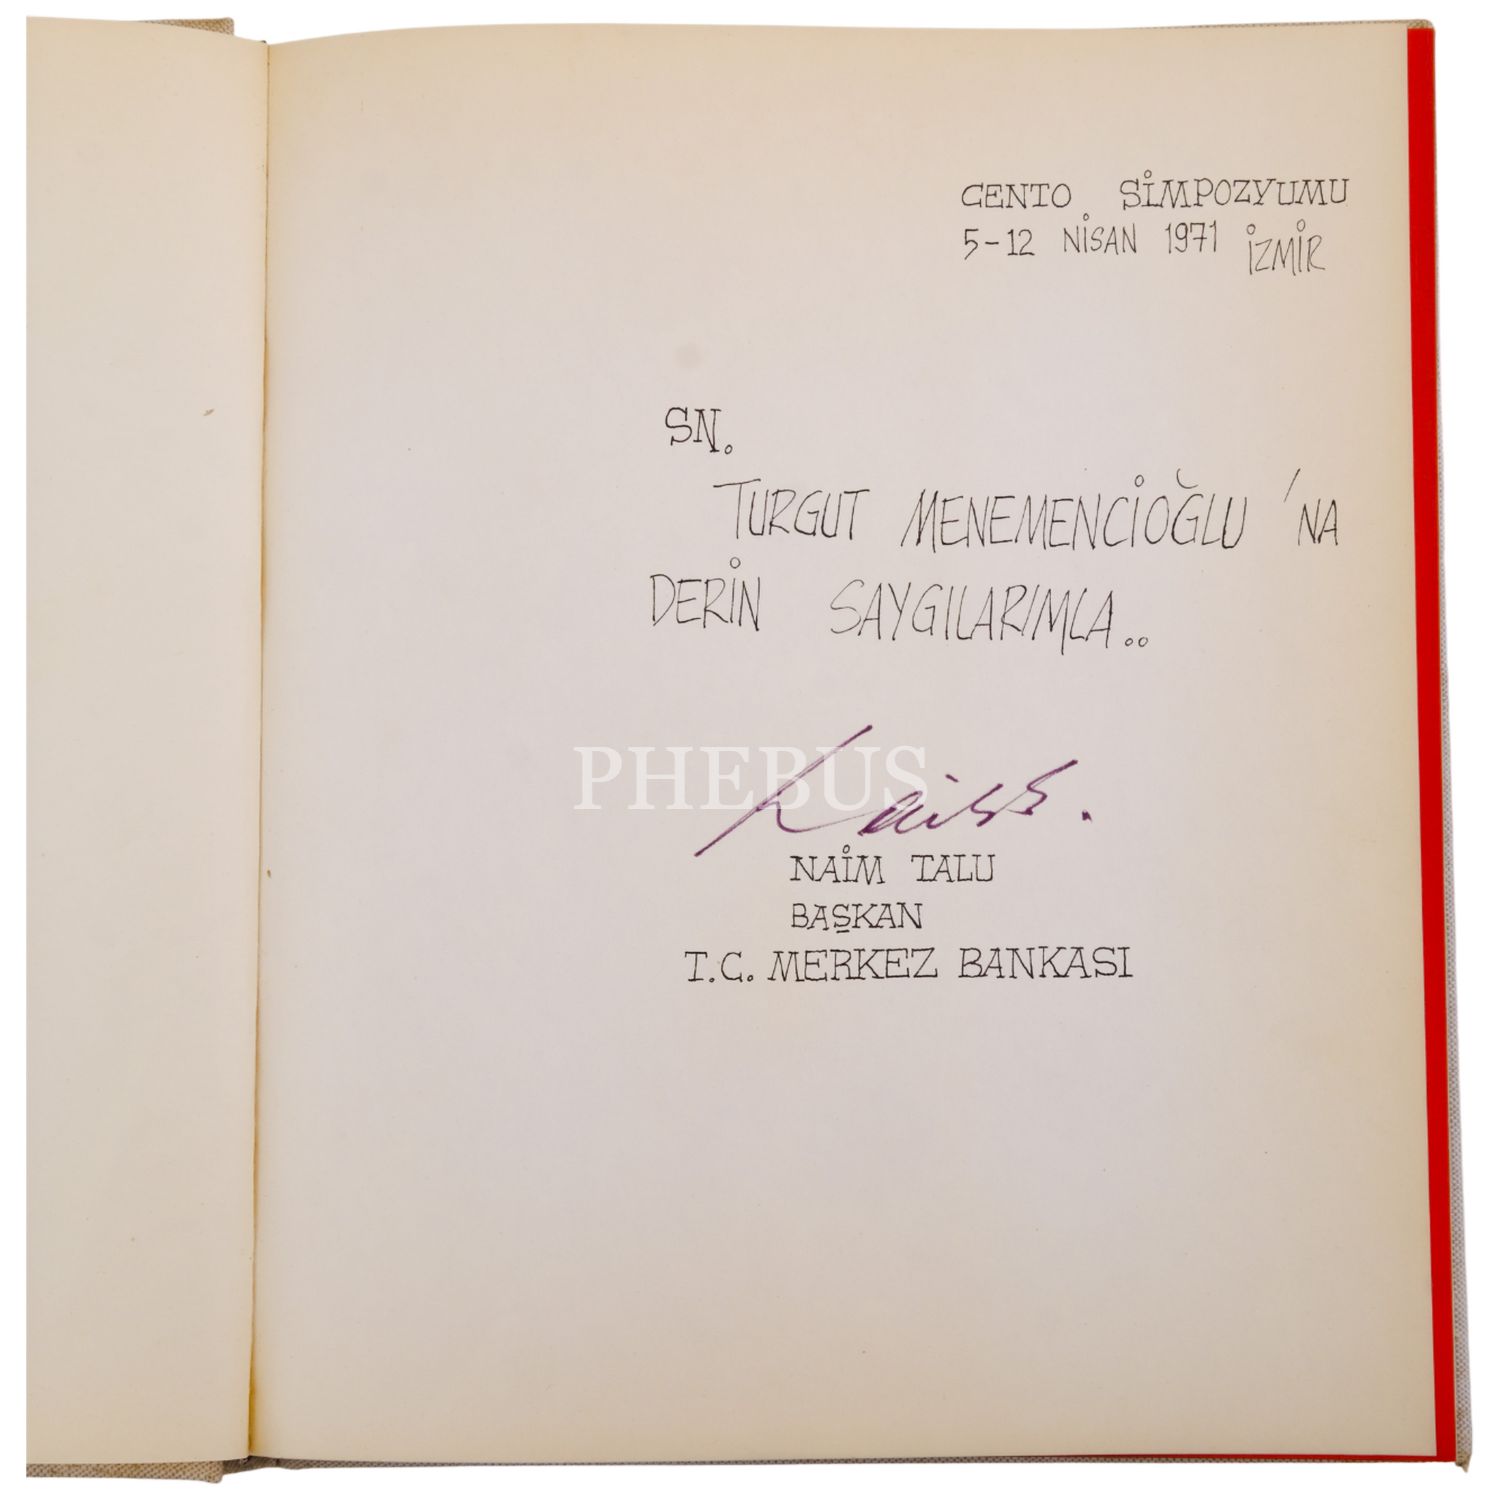 CENTO SİMPOZYUMU
5-12 NİSAN 1971 İZMİR
SN.
TURGUT MENEMENCİOĞLU'NA
DERİN SAYGILARIMLA..
PHEBUS
NAİM TALU
BAŞKAN
T.C. MERKEZ BANKASI